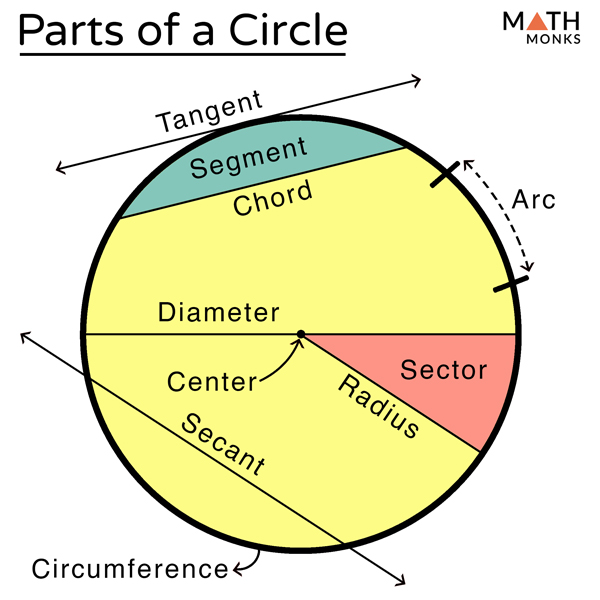 Parts of a Circle
MATH
MONKS
Tangent
Segment
Chord
Arc
Diameter
Center
Sector
Radius
Secant
Circumference